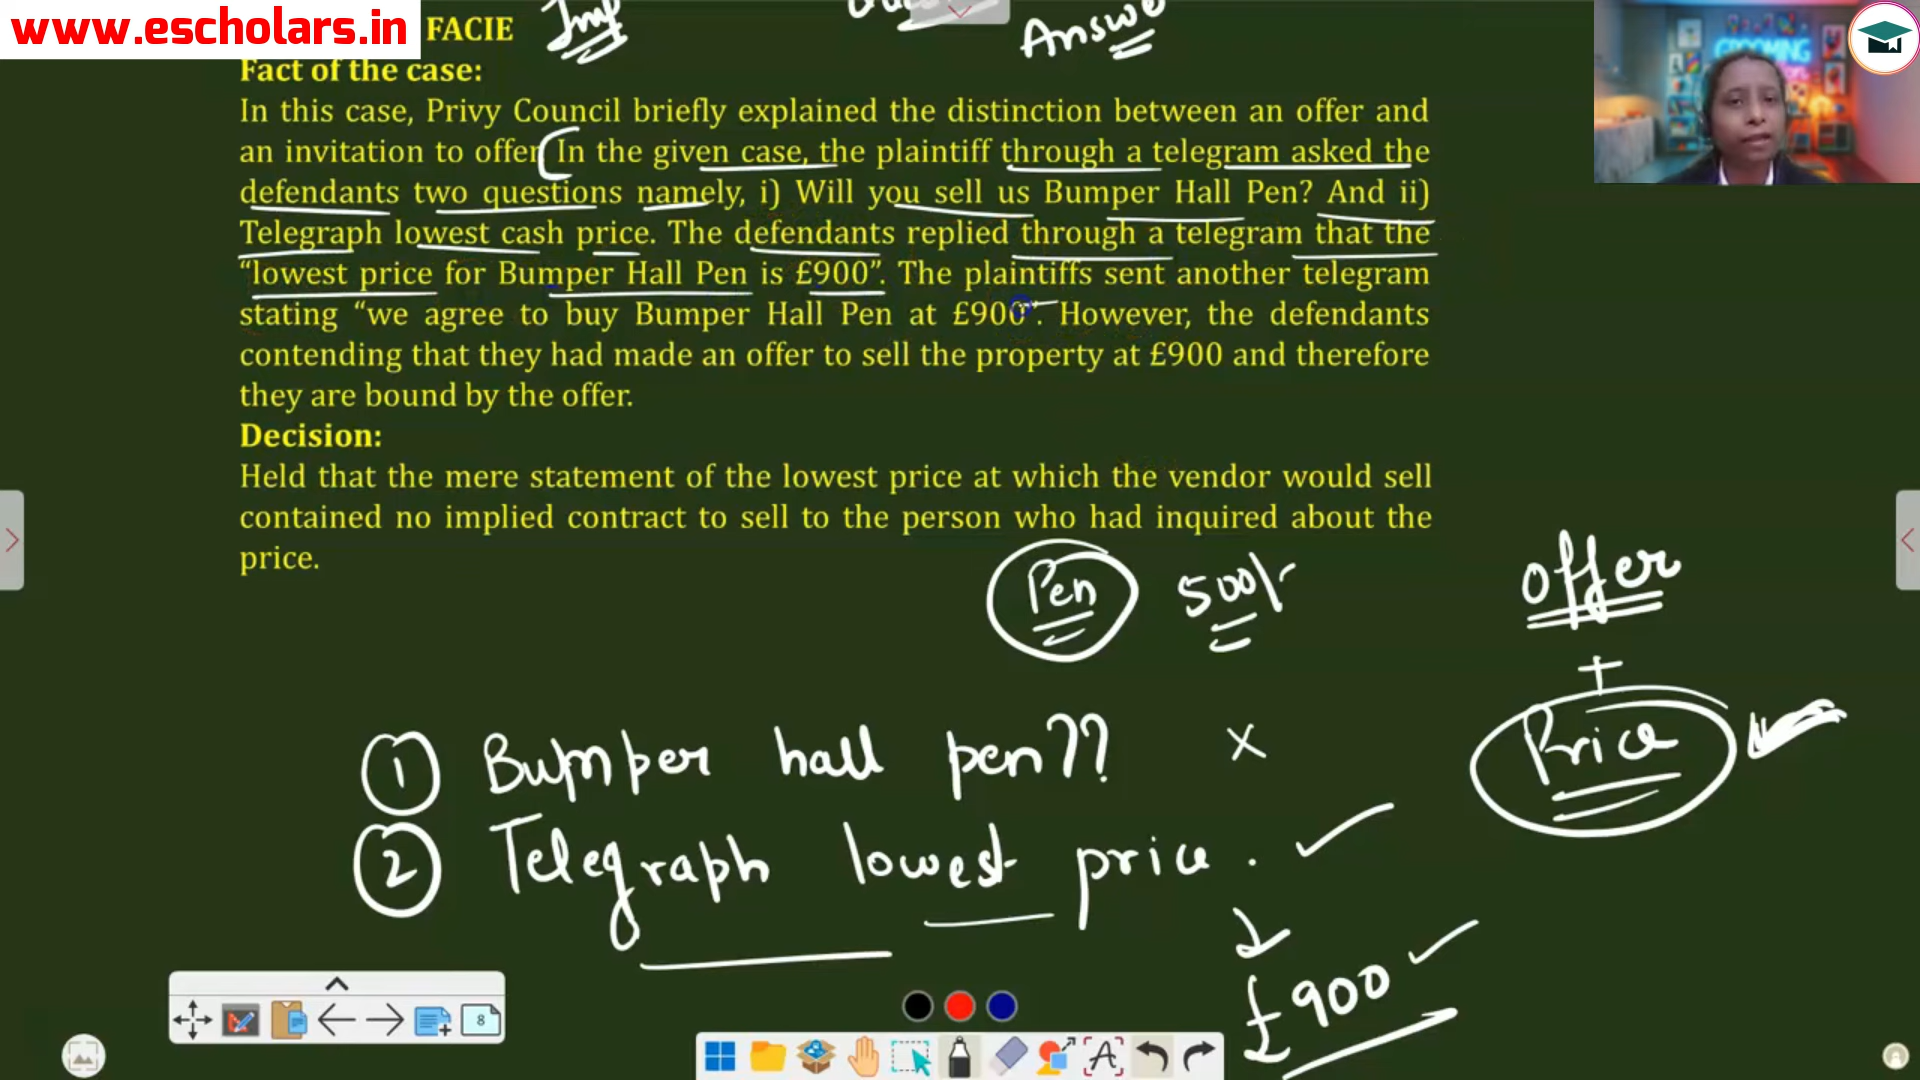 www.escholars.in FACIE
Imp
Answe
Fact of the case:
In this case, Privy Council briefly explained the distinction between an offer and
an invitation to offer. In the given case, the plaintiff through a telegram asked the
defendants two questions namely, i) Will you sell us Bumper Hall Pen? And ii)
Telegraph lowest cash price. The defendants replied through a telegram that the
“lowest price for Bumper Hall Pen is £900”. The plaintiffs sent another telegram
stating “we agree to buy Bumper Hall Pen at £900”. However, the defendants
contending that they had made an offer to sell the property at £900 and therefore
they are bound by the offer.
Decision:
Held that the mere statement of the lowest price at which the vendor would sell
contained no implied contract to sell to the person who had inquired about the
price.
Pen 500/-
Offer
+
Price
1 Bumper hall pen??
2 Telegraph lowest price.
£900
8